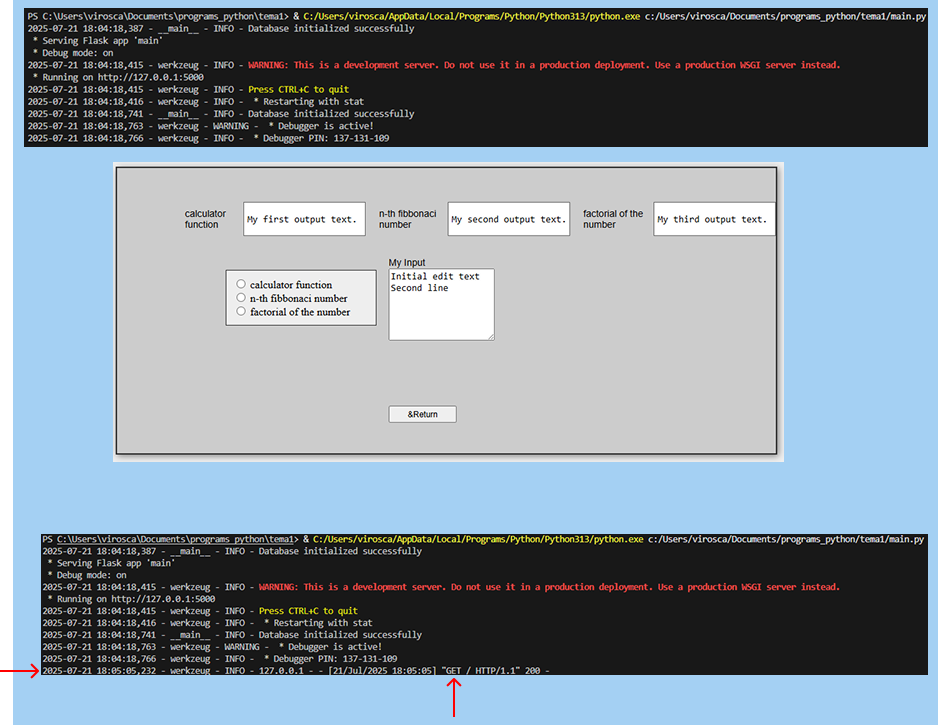 PS C:\Users\virosca\Documents\programs_python\tema1> & C:/Users/virosca/AppData/Local/Programs/Python/Python313/python.exe c:/Users/virosca/Documents/programs_python/tema1/main.py
2025-07-21 18:04:18,387 - __main__ - INFO - Database initialized successfully
* Serving Flask app 'main'
* Debug mode: on
2025-07-21 18:04:18,415 - werkzeug - INFO - WARNING: This is a development server. Do not use it in a production deployment. Use a production WSGI server instead.
* Running on http://127.0.0.1:5000
2025-07-21 18:04:18,415 - werkzeug - INFO - Press CTRL+C to quit
2025-07-21 18:04:18,416 - werkzeug - INFO -  * Restarting with stat
2025-07-21 18:04:18,741 - __main__ - INFO - Database initialized successfully
2025-07-21 18:04:18,763 - werkzeug - WARNING -  * Debugger is active!
2025-07-21 18:04:18,766 - werkzeug - INFO -  * Debugger PIN: 137-131-109
calculator function
My first output text.
n-th fibbonaci number
My second output text.
factorial of the number
My third output text.
calculator function
n-th fibbonaci number
factorial of the number
My Input
Initial edit text
Second line
&Return
PS C:\Users\virosca\Documents\programs_python\tema1> & C:/Users/virosca/AppData/Local/Programs/Python/Python313/python.exe c:/Users/virosca/Documents/programs_python/tema1/main.py
2025-07-21 18:04:18,387 - __main__ - INFO - Database initialized successfully
* Serving Flask app 'main'
* Debug mode: on
2025-07-21 18:04:18,415 - werkzeug - INFO - WARNING: This is a development server. Do not use it in a production deployment. Use a production WSGI server instead.
* Running on http://127.0.0.1:5000
2025-07-21 18:04:18,415 - werkzeug - INFO - Press CTRL+C to quit
2025-07-21 18:04:18,416 - werkzeug - INFO -  * Restarting with stat
2025-07-21 18:04:18,741 - __main__ - INFO - Database initialized successfully
2025-07-21 18:04:18,763 - werkzeug - WARNING -  * Debugger is active!
2025-07-21 18:04:18,766 - werkzeug - INFO -  * Debugger PIN: 137-131-109
2025-07-21 18:05:05,232 - werkzeug - INFO - 127.0.0.1 - - [21/Jul/2025 18:05:05] "GET / HTTP/1.1" 200 -